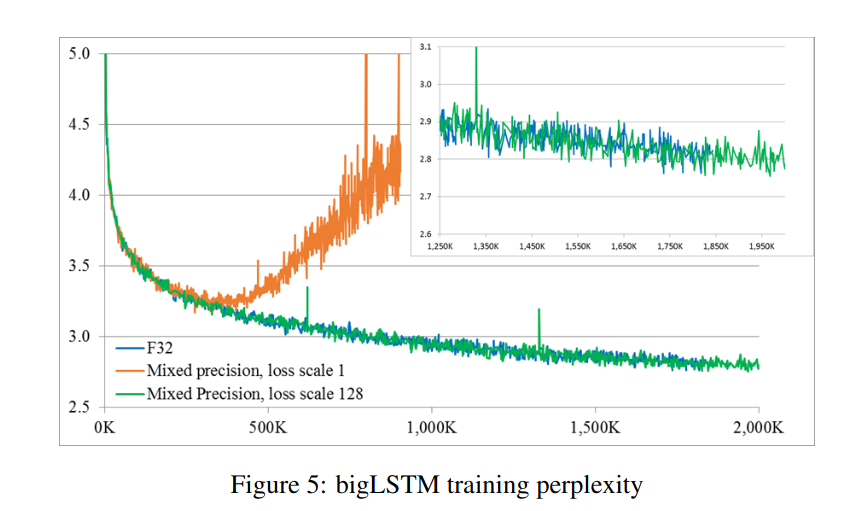 5.0
4.5
4.0
3.5
3.0
2.5
0K 500K 1,000K 1,500K 2,000K
F32
Mixed precision, loss scale 1
Mixed Precision, loss scale 128
3.1
3.0
2.9
2.8
2.7
2.6
1,250K 1,350K 1,450K 1,550K 1,650K 1,750K 1,850K 1,950K
Figure 5: bigLSTM training perplexity